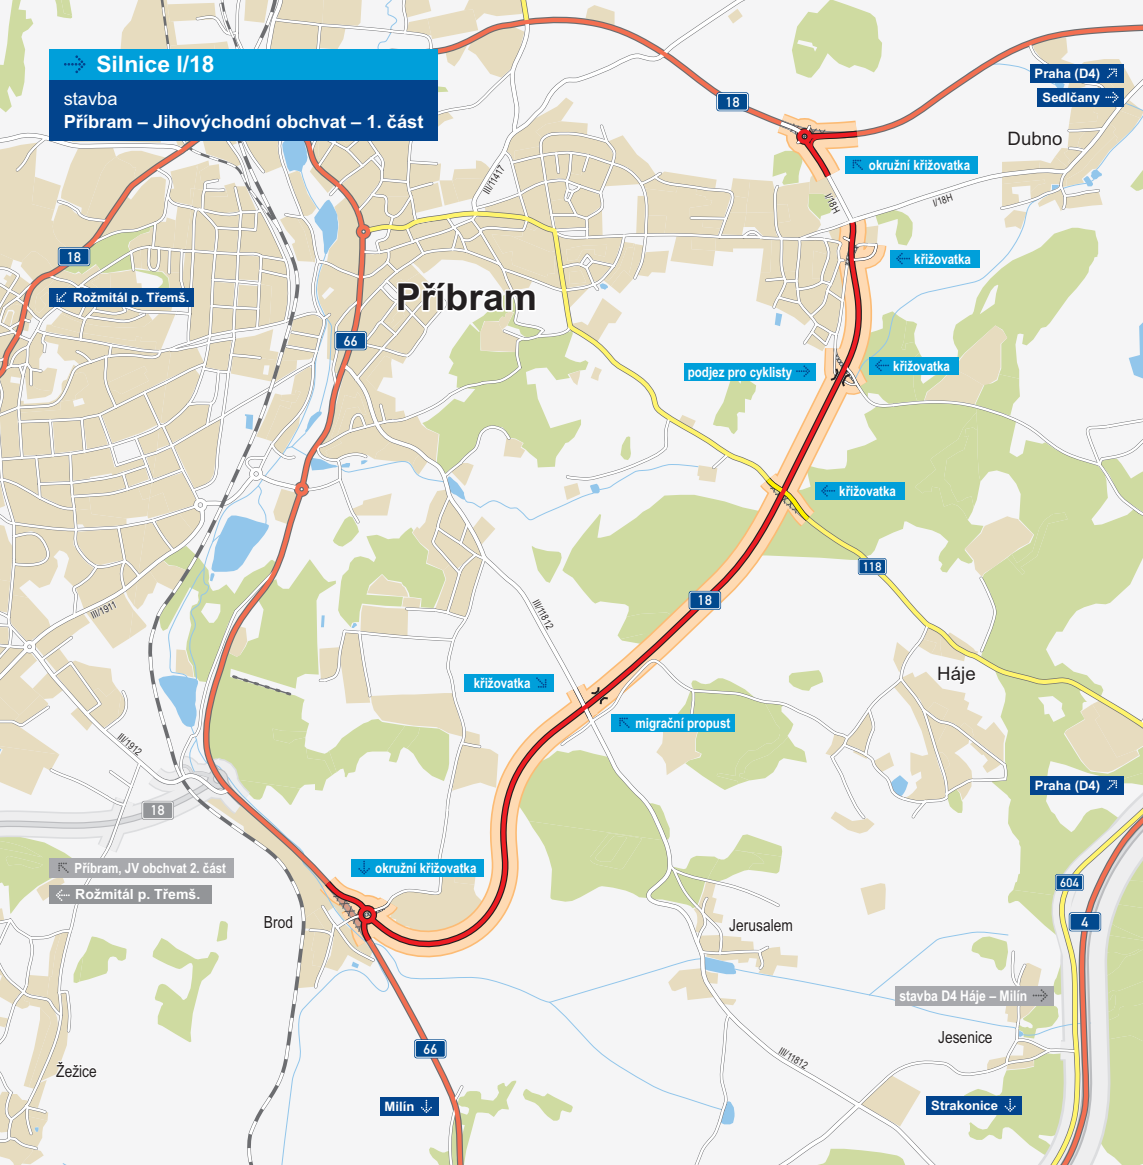 Silnice I/18
stavba
Příbram – Jihovýchodní obchvat – 1. část
Praha (D4)
Sedlčany
18
Dubno
okružní křižovatka
III/11417
I/18H
I/18H
18
křižovatka
Rožmitál p. Třemš.
Příbram
66
křižovatka
podjez pro cyklisty
křižovatka
118
18
III/1911
III/11812
Háje
křižovatka
migrační propust
III/1912
Praha (D4)
18
Příbram, JV obchvat 2. část
okružní křižovatka
604
Rožmitál p. Třemš.
Brod
Jerusalem
4
stavba D4 Háje – Milín
Jesenice
66
III/11812
Žežice
Milín
Strakonice